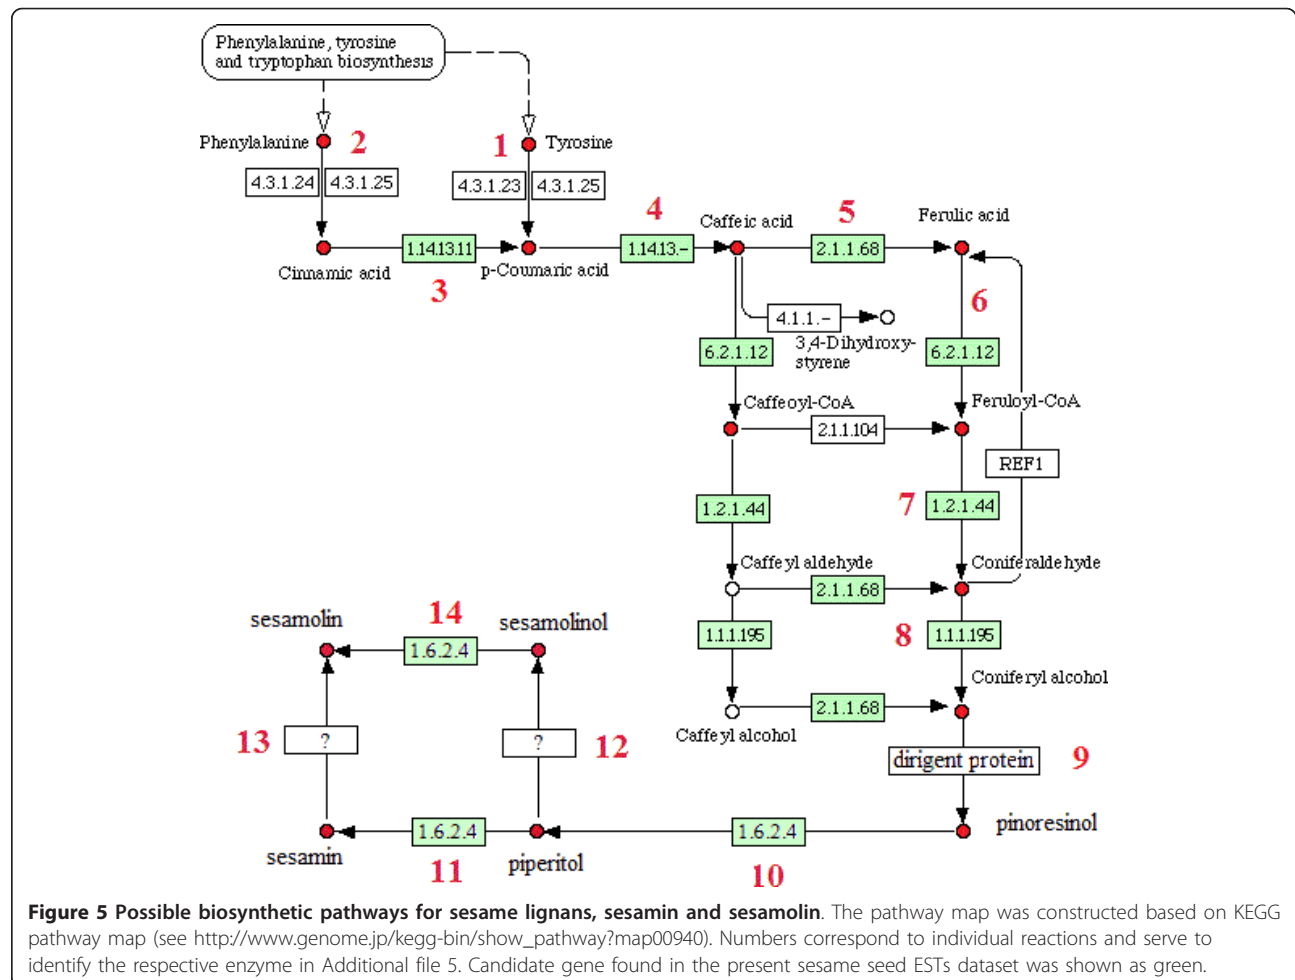 Phenylalanine, tyrosine
and tryptophan biosynthesis
Phenylalanine
2
1
Tyrosine
4.3.1.24
4.3.1.25
4.3.1.23
4.3.1.25
4
Caffeic acid
5
Ferulic acid
1.14.13.11
1.14.13.-
2.1.1.68
Cinnamic acid
3
p-Coumaric acid
6
4.1.1.-
3,4-Dihydroxy-
styrene
6.2.1.12
6.2.1.12
Caffeoyl-CoA
Feruloyl-CoA
2.1.1.104
REF1
1.2.1.44
7
1.2.1.44
Caffeyl aldehyde
Coniferaldehyde
2.1.1.68
sesamolin
14
sesamolinol
1.1.1.195
8
1.1.1.195
1.6.2.4
Coniferyl alcohol
2.1.1.68
Caffeyl alcohol
13
?
?
12
dirigent protein
9
1.6.2.4
1.6.2.4
pinoresinol
sesamin
11
piperitol
10
Figure 5 Possible biosynthetic pathways for sesame lignans, sesamin and sesamolin. The pathway map was constructed based on KEGG
pathway map (see http://www.genome.jp/kegg-bin/show_pathway?map00940). Numbers correspond to individual reactions and serve to
identify the respective enzyme in Additional file 5. Candidate gene found in the present sesame seed ESTs dataset was shown as green.